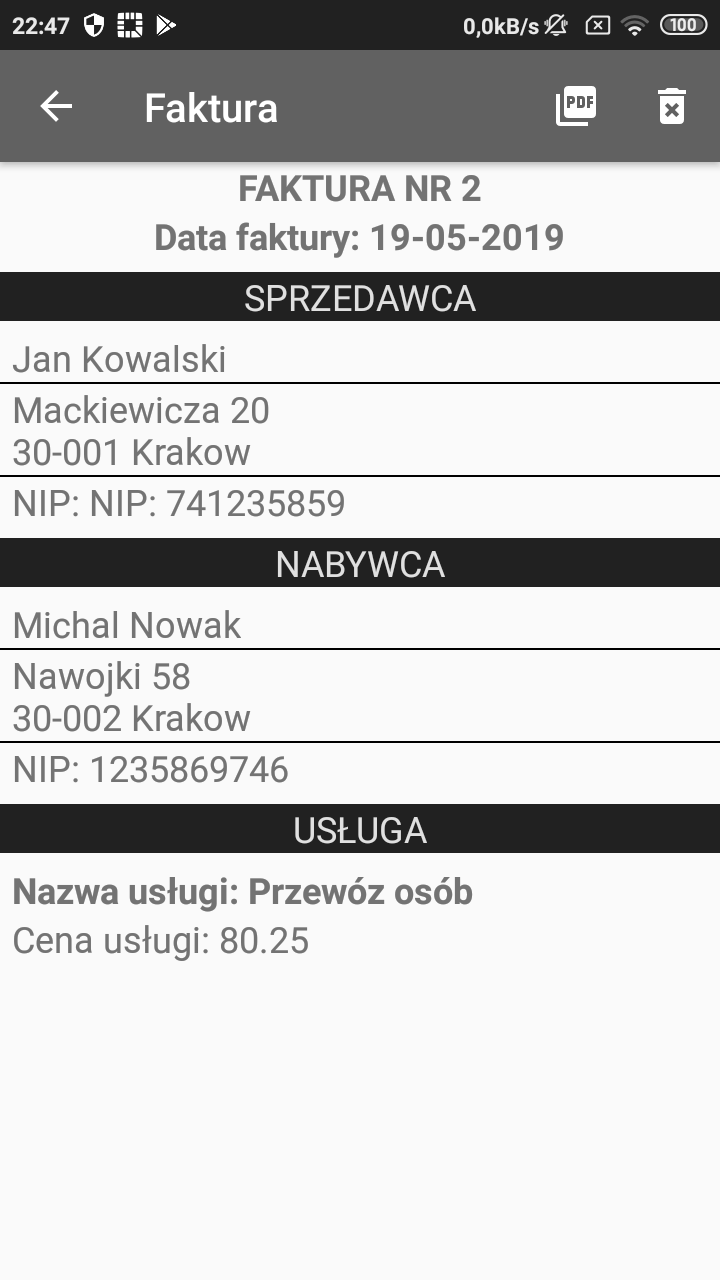 22:47 0,0kB/s 100
Faktura PDF
FAKTURA NR 2
Data faktury: 19-05-2019
SPRZEDAWCA
Jan Kowalski
Mackiewicza 20
30-001 Krakow
NIP: NIP: 741235859
NABYWCA
Michal Nowak
Nawojki 58
30-002 Krakow
NIP: 1235869746
USŁUGA
Nazwa usługi: Przewóz osób
Cena usługi: 80.25